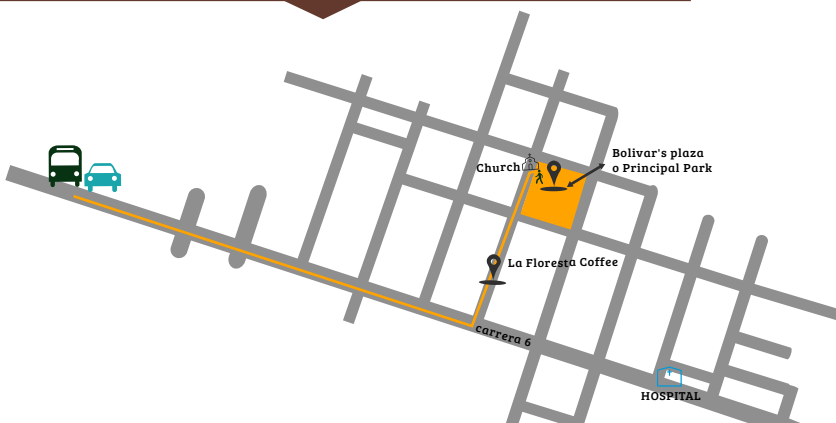 Church
Bolivar's plaza
o Principal Park
La Floresta Coffee
carrera 6
HOSPITAL